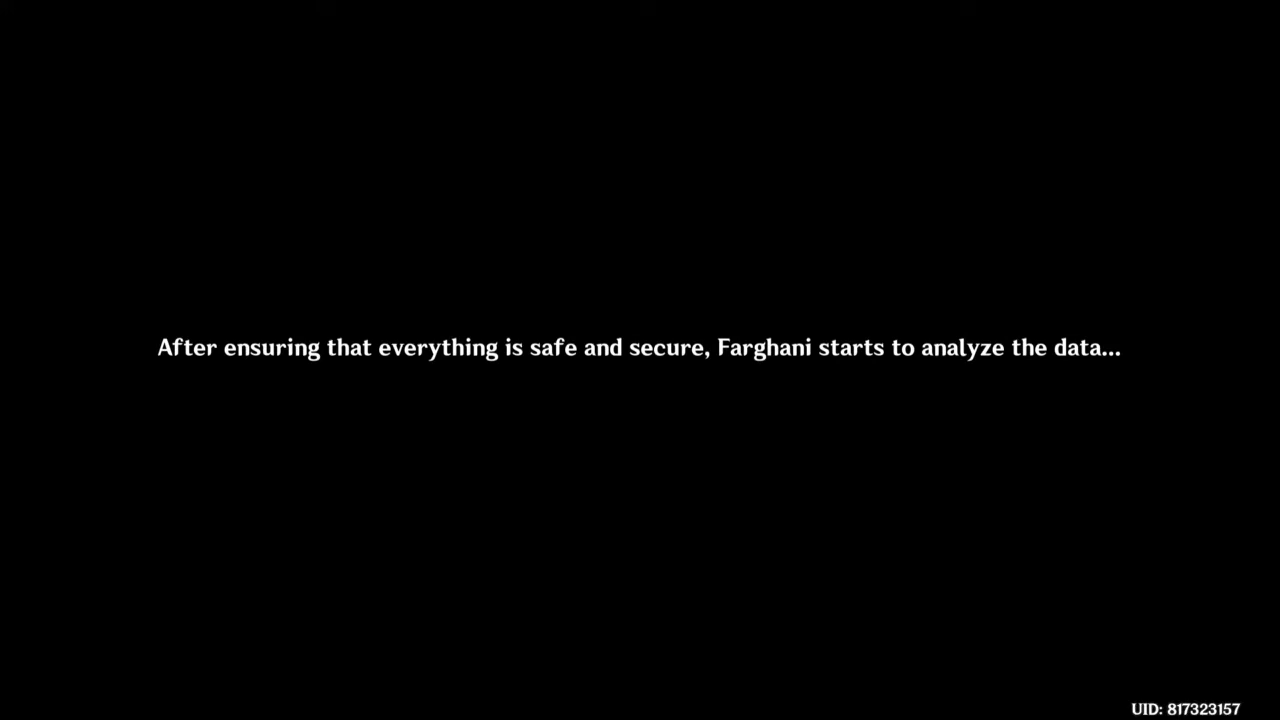 After ensuring that everything is safe and secure, Farghani starts to analyze the data...
UID: 817323157